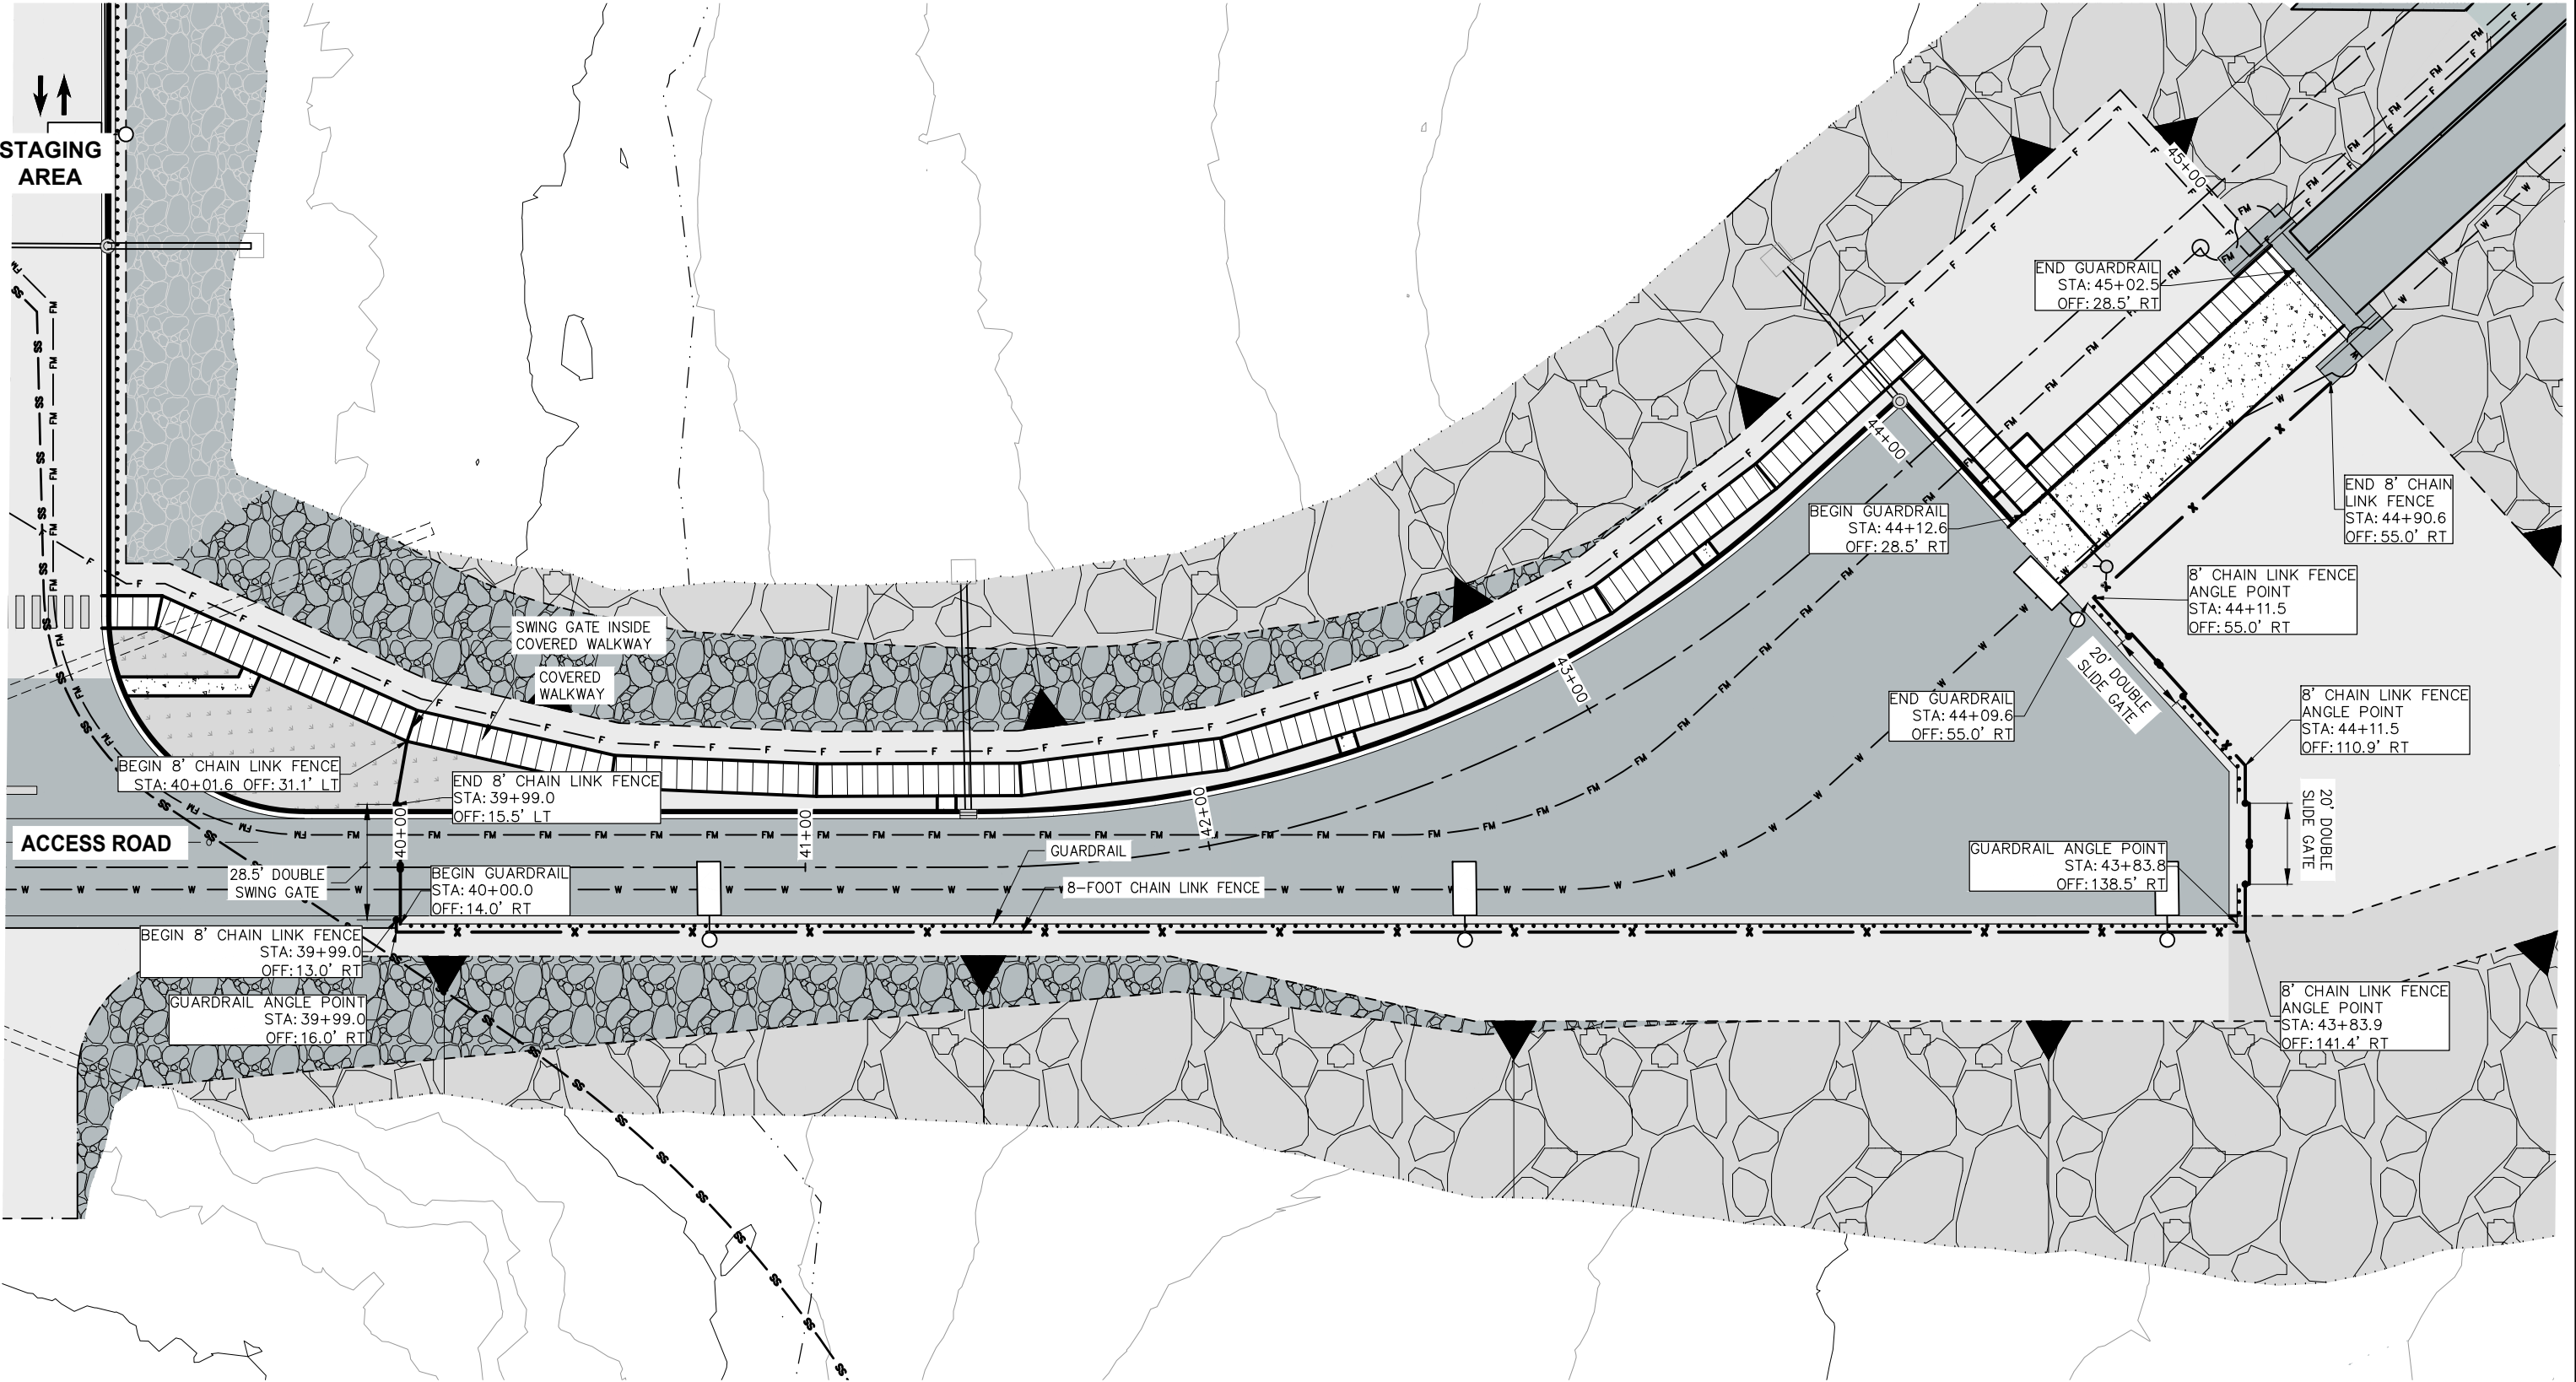 STAGING
AREA
45+00
END GUARDRAIL
STA: 45+02.5
OFF: 28.5' RT
44+00
BEGIN GUARDRAIL
STA: 44+12.6
OFF: 28.5' RT
END 8' CHAIN
LINK FENCE
STA: 44+90.6
OFF: 55.0' RT
8' CHAIN LINK FENCE
ANGLE POINT
STA: 44+11.5
OFF: 55.0' RT
SWING GATE INSIDE
COVERED WALKWAY
COVERED
WALKWAY
43+00
20' DOUBLE
SLIDE GATE
END GUARDRAIL
STA: 44+09.6
OFF: 55.0' RT
8' CHAIN LINK FENCE
ANGLE POINT
STA: 44+11.5
OFF: 110.9' RT
BEGIN 8' CHAIN LINK FENCE
STA: 40+01.6 OFF: 31.1' LT
END 8' CHAIN LINK FENCE
STA: 39+99.0
OFF: 15.5' LT
20' DOUBLE
SLIDE GATE
ACCESS ROAD
40+00
41+00
42+00
GUARDRAIL
28.5' DOUBLE
SWING GATE
BEGIN GUARDRAIL
STA: 40+00.0
OFF: 14.0' RT
8-FOOT CHAIN LINK FENCE
GUARDRAIL ANGLE POINT
STA: 43+83.8
OFF: 138.5' RT
BEGIN 8' CHAIN LINK FENCE
STA: 39+99.0
OFF: 13.0' RT
GUARDRAIL ANGLE POINT
STA: 39+99.0
OFF: 16.0' RT
8' CHAIN LINK FENCE
ANGLE POINT
STA: 43+83.9
OFF: 141.4' RT